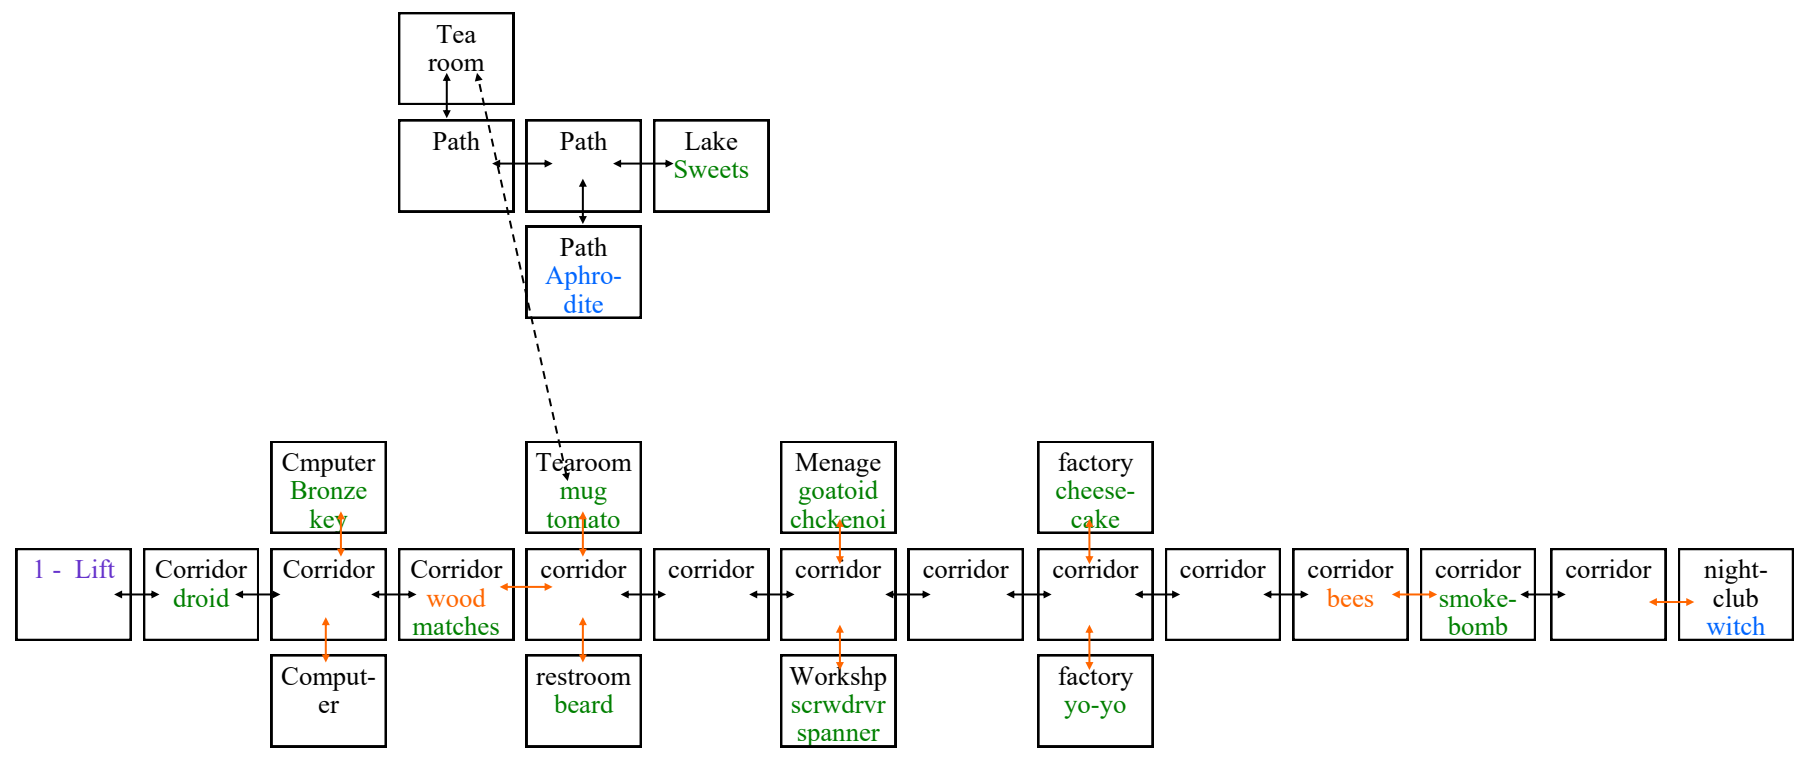 Tea
room
Path
Path
Lake
Sweets
Path
Aphro-
dite
Cmputer
Bronze
key
Tearoom
mug
tomato
Menage
goatoid
chckenoi
factory
cheese-
cake
1 - Lift
Corridor
droid
Corridor
Corridor
wood
matches
corridor
corridor
corridor
corridor
corridor
corridor
corridor
bees
corridor
smoke-
bomb
corridor
night-
club
witch
Comput-
er
restroom
beard
Workshp
scrwdrvr
spanner
factory
yo-yo